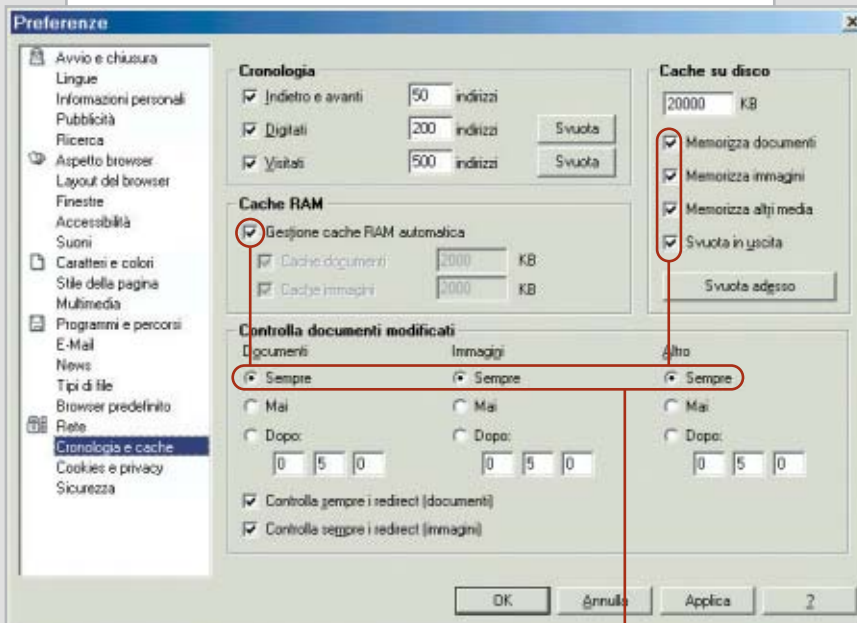 Preferenze
Avvio e chiusura
Lingue
Informazioni personali
Pubblicità
Ricerca
Aspetto browser
Layout del browser
Finestre
Accessibilità
Suoni
Caratteri e colori
Stile della pagina
Multimedia
Programmi e percorsi
E-Mail
News
Tipi di file
Browser predefinito
Rete
Cronologia e cache
Cookies e privacy
Sicurezza
Cronologia
Indietro e avanti 50 indirizzi
Digitati 200 indirizzi Svuota
Visitati 500 indirizzi Svuota
Cache RAM
Gestione cache RAM automatica
Cache documenti 2000 KB
Cache immagini 2000 KB
Cache su disco
20000 KB
Memorizza documenti
Memorizza immagini
Memorizza altri media
Svuota in uscita
Svuota adesso
Controlla documenti modificati
Documenti Immagini Altro
Sempre Sempre Sempre
Mai Mai Mai
Dopo: Dopo: Dopo:
0 5 0 0 5 0 0 5 0
Controlla sempre i redirect (documenti)
Controlla sempre i redirect (immagini)
OK Annulla Applica ?